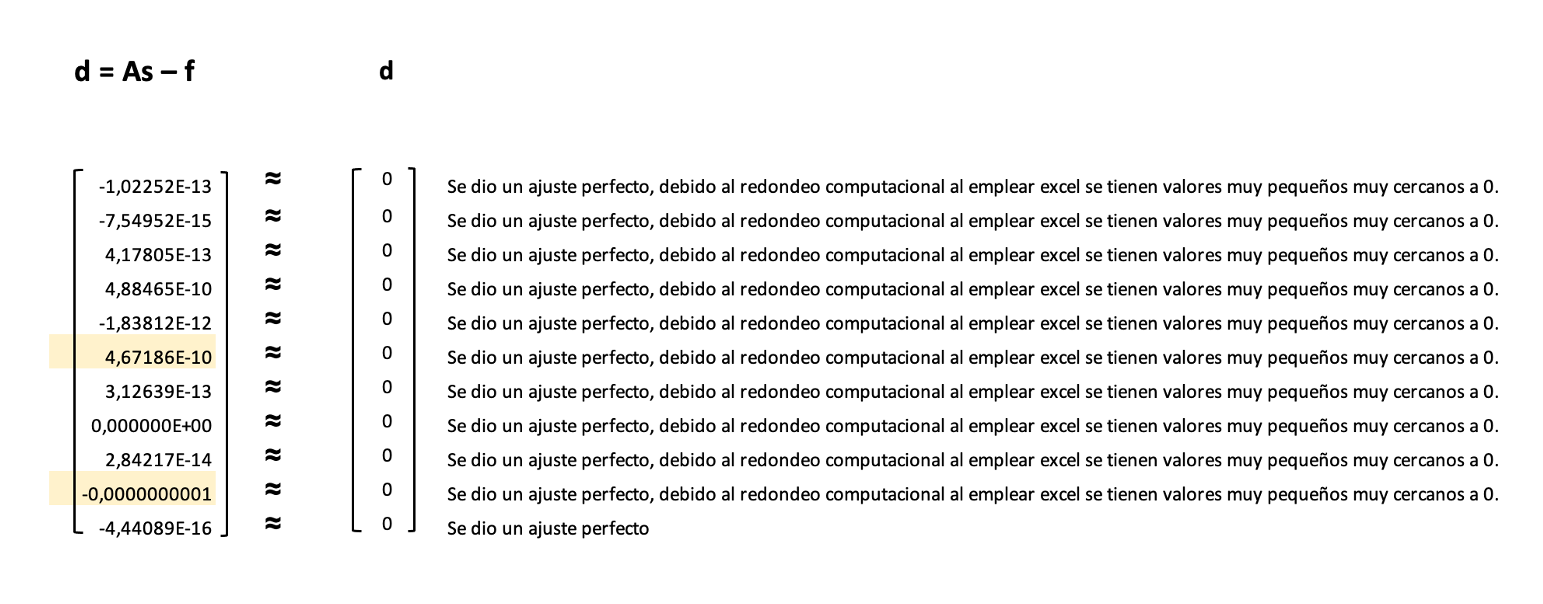 d = As – f d
-1,02252E-13 ≈ 0 Se dio un ajuste perfecto, debido al redondeo computacional al emplear excel se tienen valores muy pequeños muy cercanos a 0.
-7,54952E-15 ≈ 0 Se dio un ajuste perfecto, debido al redondeo computacional al emplear excel se tienen valores muy pequeños muy cercanos a 0.
4,17805E-13 ≈ 0 Se dio un ajuste perfecto, debido al redondeo computacional al emplear excel se tienen valores muy pequeños muy cercanos a 0.
4,88465E-10 ≈ 0 Se dio un ajuste perfecto, debido al redondeo computacional al emplear excel se tienen valores muy pequeños muy cercanos a 0.
-1,83812E-12 ≈ 0 Se dio un ajuste perfecto, debido al redondeo computacional al emplear excel se tienen valores muy pequeños muy cercanos a 0.
4,67186E-10 ≈ 0 Se dio un ajuste perfecto, debido al redondeo computacional al emplear excel se tienen valores muy pequeños muy cercanos a 0.
3,12639E-13 ≈ 0 Se dio un ajuste perfecto, debido al redondeo computacional al emplear excel se tienen valores muy pequeños muy cercanos a 0.
0,000000E+00 ≈ 0 Se dio un ajuste perfecto, debido al redondeo computacional al emplear excel se tienen valores muy pequeños muy cercanos a 0.
2,84217E-14 ≈ 0 Se dio un ajuste perfecto, debido al redondeo computacional al emplear excel se tienen valores muy pequeños muy cercanos a 0.
-0,0000000001 ≈ 0 Se dio un ajuste perfecto, debido al redondeo computacional al emplear excel se tienen valores muy pequeños muy cercanos a 0.
-4,44089E-16 ≈ 0 Se dio un ajuste perfecto